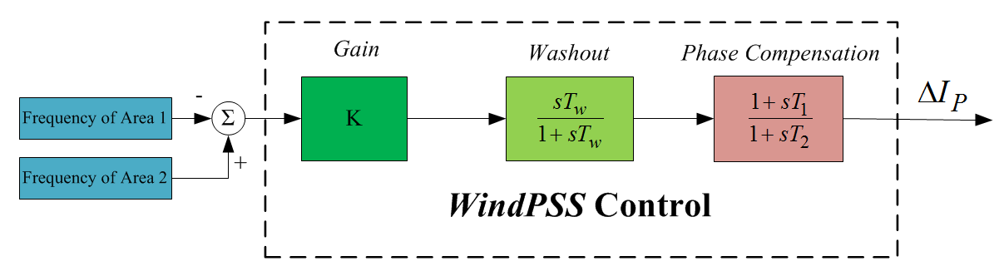 Gain
Washout
Phase Compensation
-
Frequency of Area 1
Σ
K
sT_w
1+ sT_w
1+ sT_1
1+ sT_2
ΔI_P
+
Frequency of Area 2
WindPSS Control